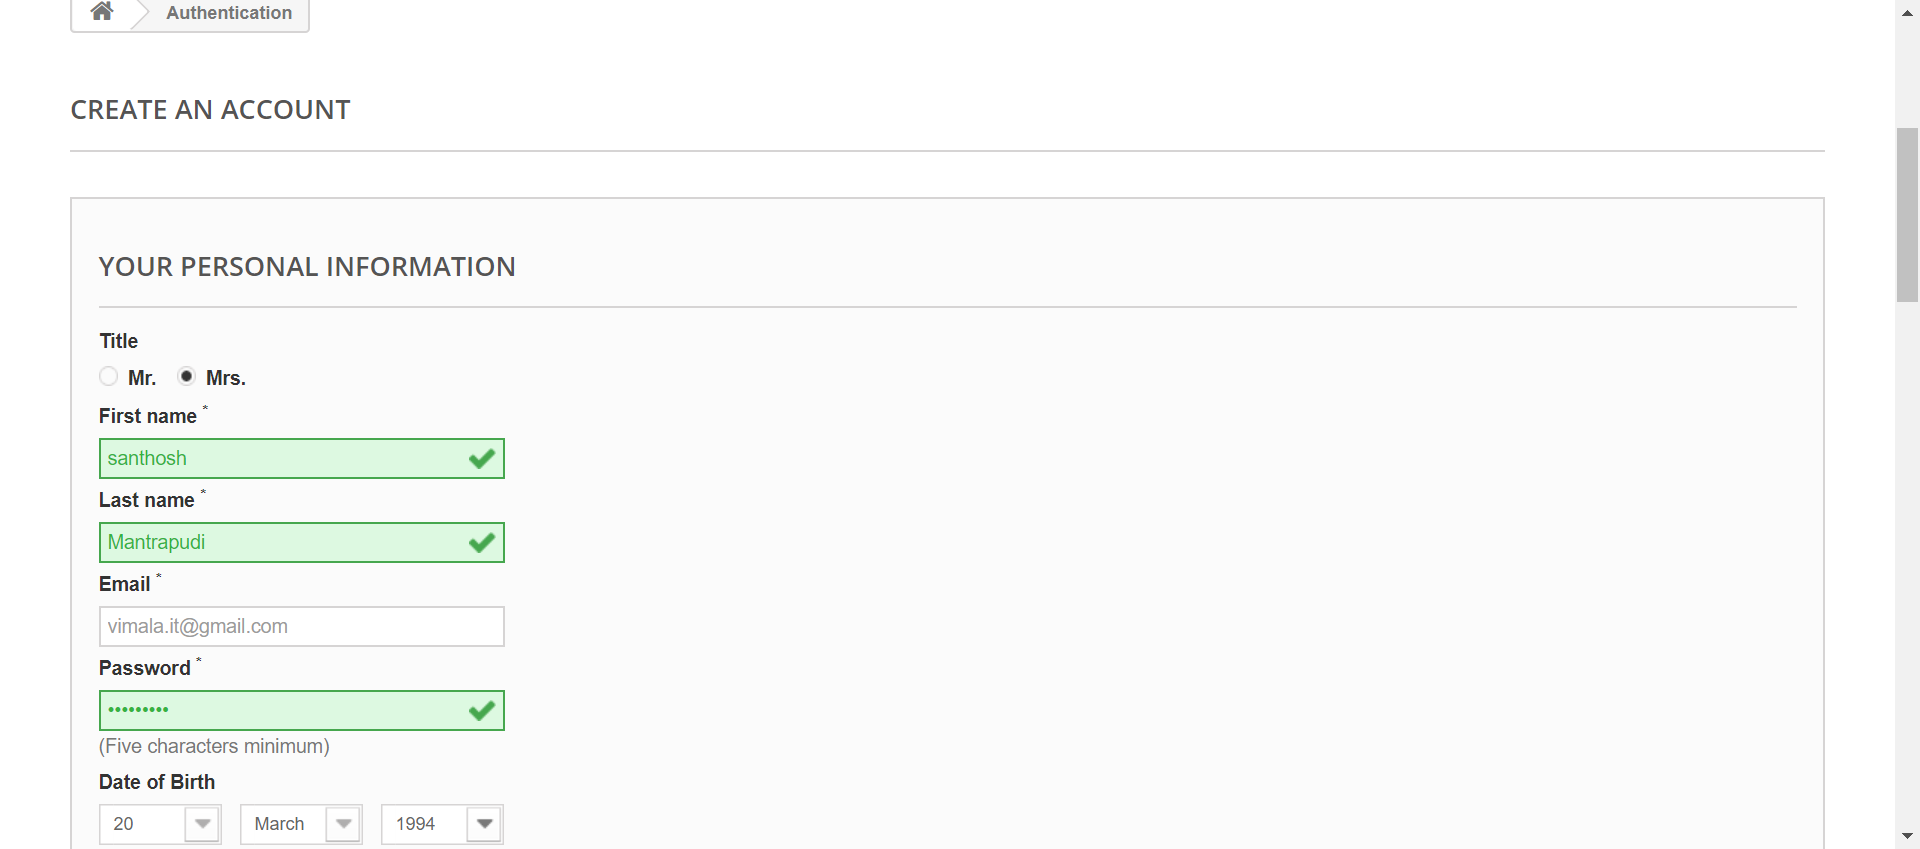 Authentication
CREATE AN ACCOUNT
YOUR PERSONAL INFORMATION
Title
Mr. Mrs.
First name *
santhosh
Last name *
Mantrapudi
Email *
vimala.it@gmail.com
Password *
•••••••••
(Five characters minimum)
Date of Birth
20 March 1994